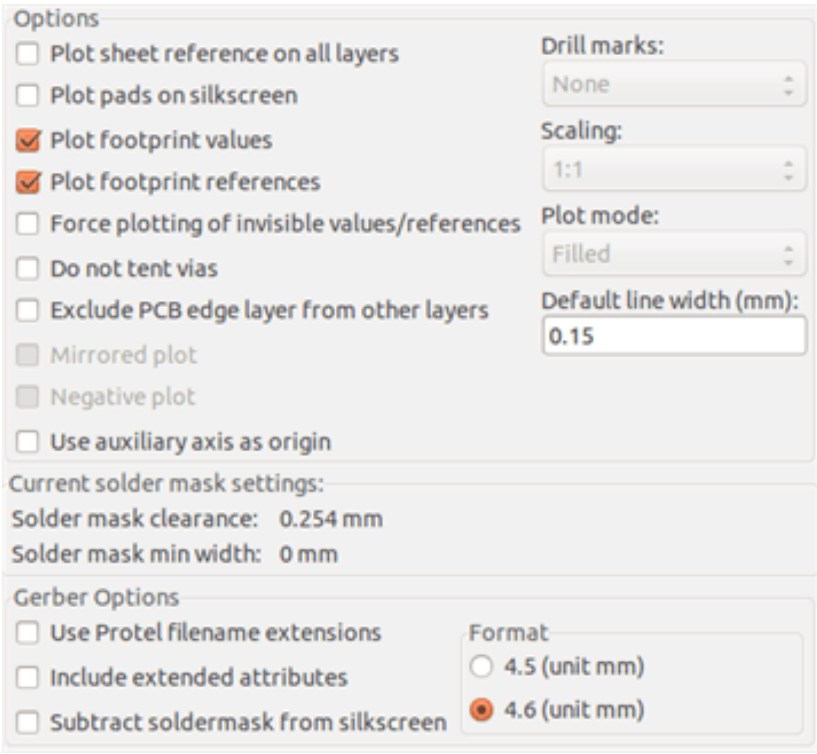 Options
Plot sheet reference on all layers
Plot pads on silkscreen
Plot footprint values
Plot footprint references
Force plotting of invisible values/references
Do not tent vias
Exclude PCB edge layer from other layers
Mirrored plot
Negative plot
Use auxiliary axis as origin
Drill marks:
None
Scaling:
1:1
Plot mode:
Filled
Default line width (mm):
0.15
Current solder mask settings:
Solder mask clearance: 0.254 mm
Solder mask min width: 0 mm
Gerber Options
Use Protel filename extensions
Include extended attributes
Subtract soldermask from silkscreen
Format
4.5 (unit mm)
4.6 (unit mm)